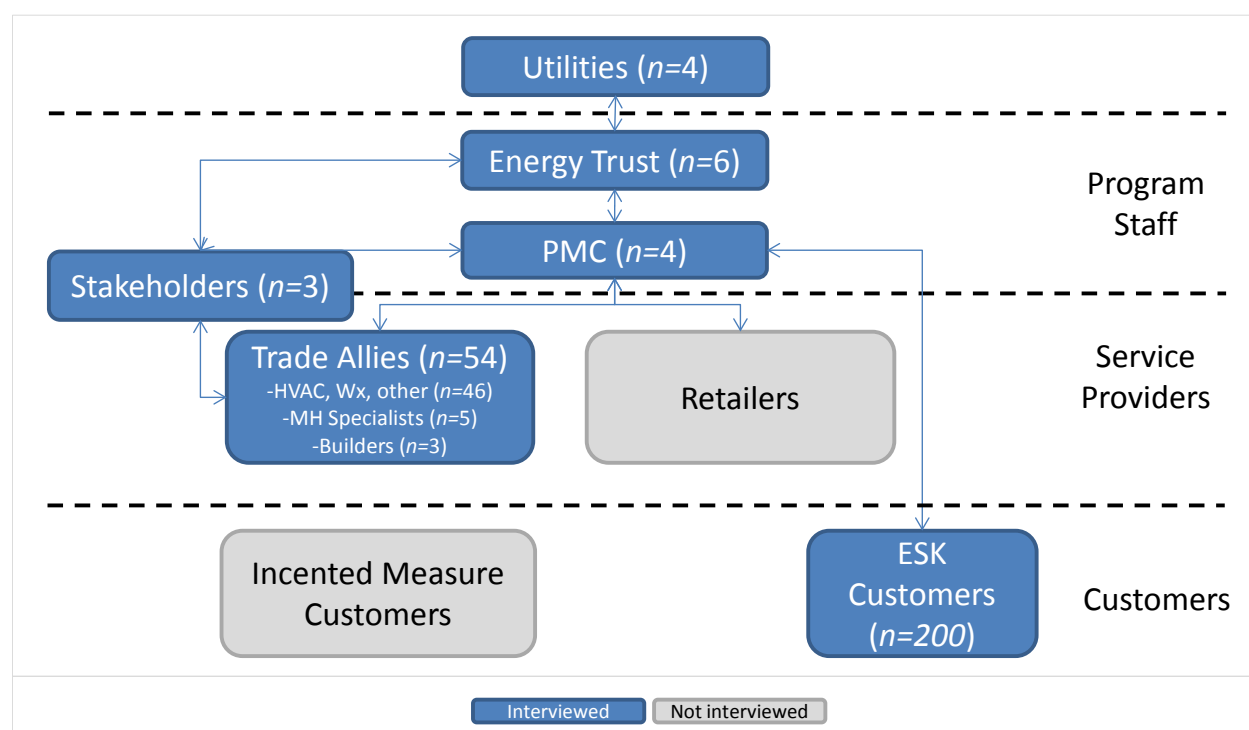 Utilities (n=4)
Energy Trust (n=6)
Program
Staff
PMC (n=4)
Stakeholders (n=3)
Trade Allies (n=54)
-HVAC, Wx, other (n=46)
-MH Specialists (n=5)
-Builders (n=3)
Retailers
Service
Providers
Incented Measure
Customers
ESK
Customers
(n=200)
Customers
Interviewed
Not interviewed